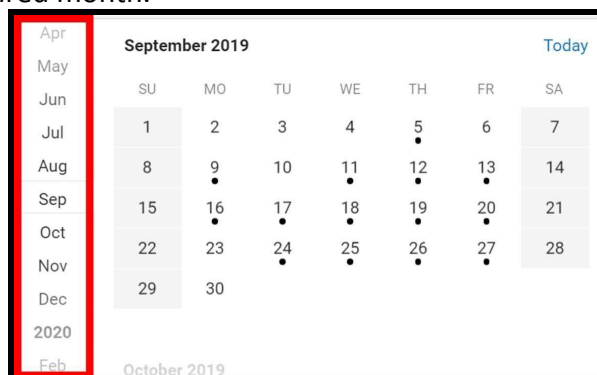 ired month.
Apr
May
Jun
Jul
Aug
Sep
Oct
Nov
Dec
2020
Feb
September 2019 Today
SU MO TU WE TH FR SA
1 2 3 4 5 6 7
8 9 10 11 12 13 14
15 16 17 18 19 20 21
22 23 24 25 26 27 28
29 30
October 2019